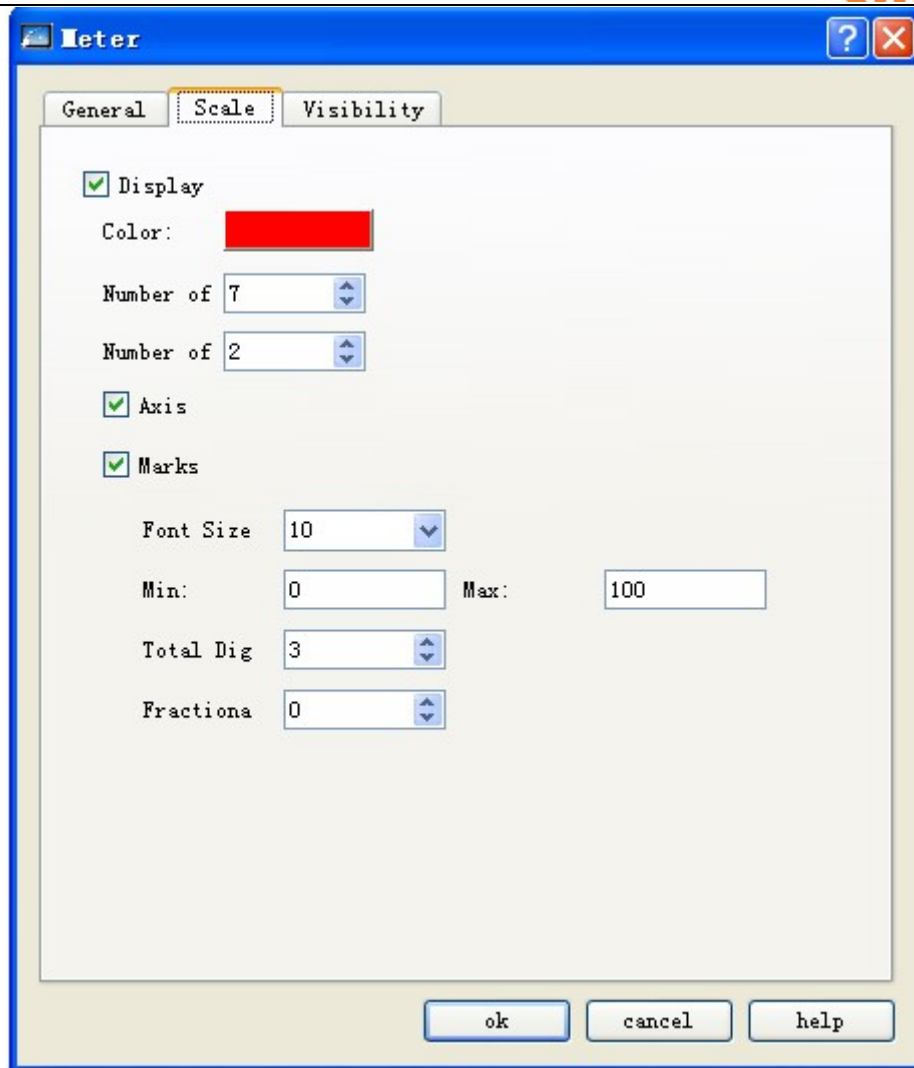 Meter
General Scale Visibility
Display
Color:
Number of 7
Number of 2
Axis
Marks
Font Size 10
Min: 0 Max: 100
Total Dig 3
Fractiona 0
ok cancel help